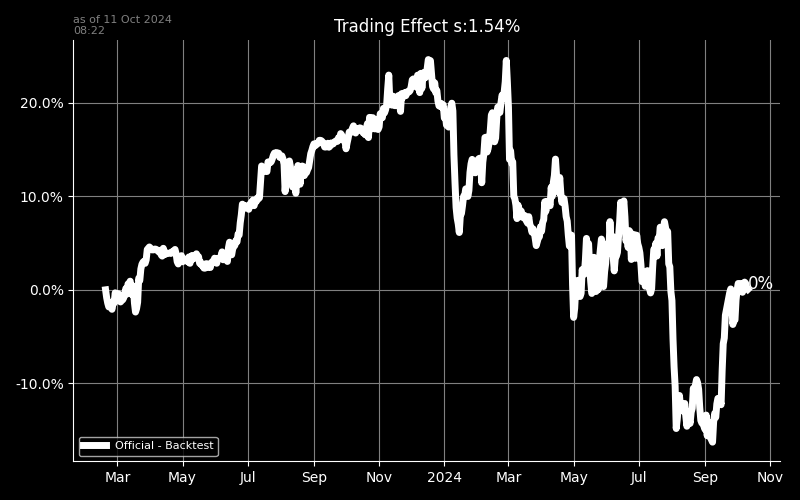 as of 11 Oct 2024
08:22
Trading Effect s:1.54%
20.0%
10.0%
0.0%
-10.0%
0%
Official - Backtest
Mar May Jul Sep Nov 2024 Mar May Jul Sep Nov